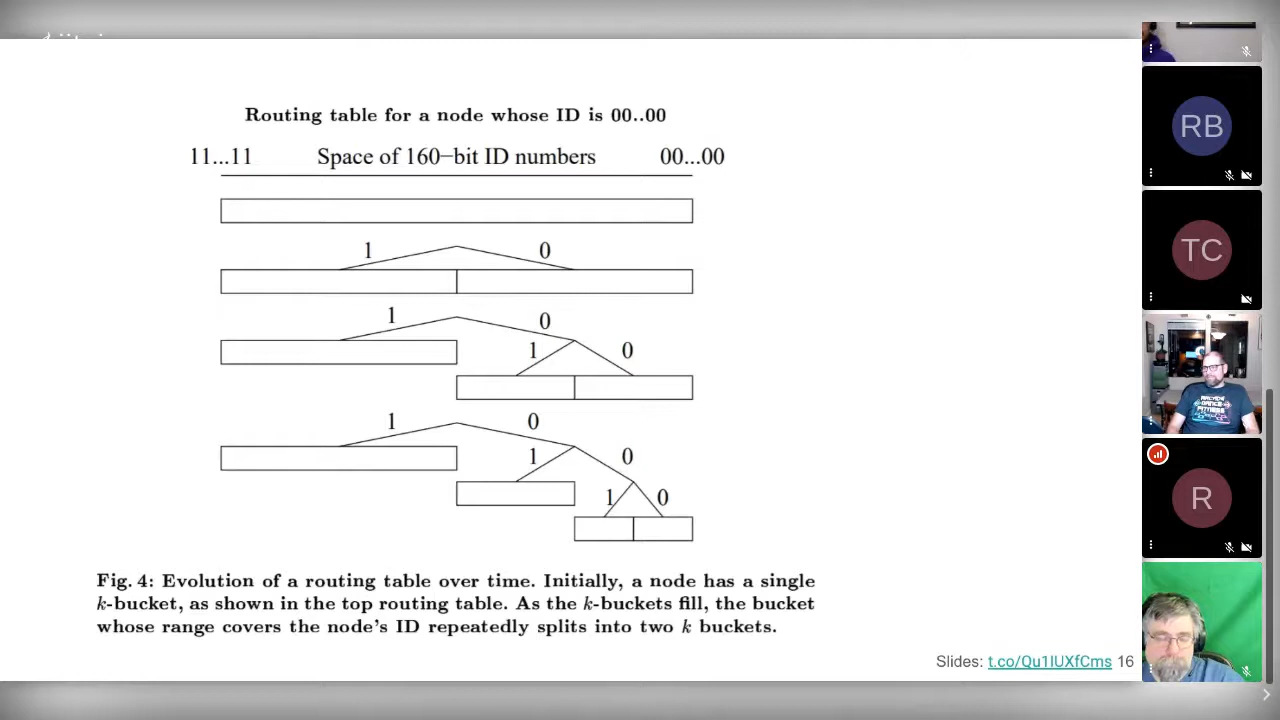 Routing table for a node whose ID is 00..00
11...11 Space of 160−bit ID numbers 00...00
1 0
1 0
1 0
1 0
1 0
1 0
Fig. 4: Evolution of a routing table over time. Initially, a node has a single
k-bucket, as shown in the top routing table. As the k-buckets fill, the bucket
whose range covers the node's ID repeatedly splits into two k buckets.
Slides: t.co/Qu1lUXfCms 16
RB
TC
ARCADE
DANCE
FITNESS
R